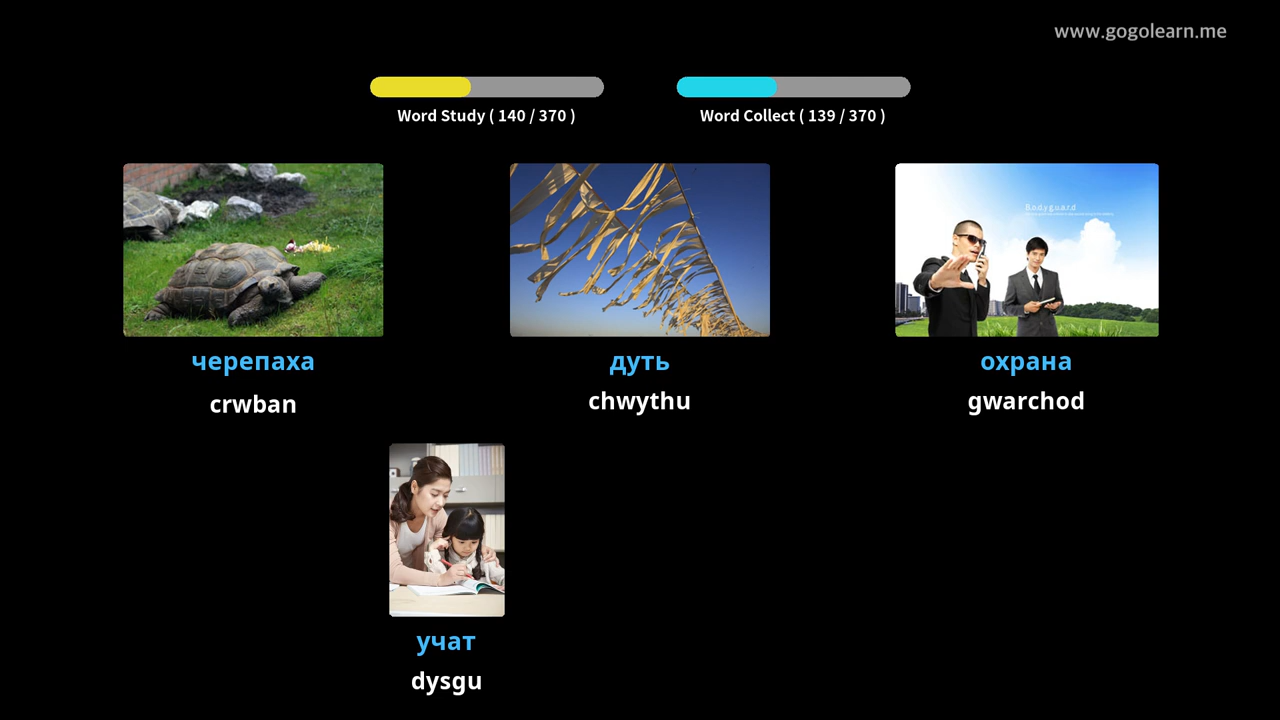 www.gogolearn.me
Word Study ( 140 / 370 )
Word Collect ( 139 / 370 )
Bodyguard
черепаха
crwban
дуть
chwythu
охрана
gwarchod
учат
dysgu